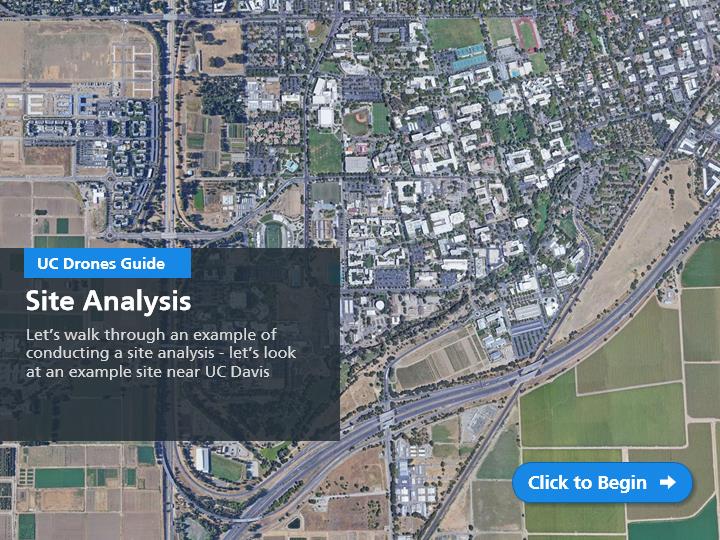 UC Drones Guide
Site Analysis
Let’s walk through an example of
conducting a site analysis - let’s look
at an example site near UC Davis
Click to Begin